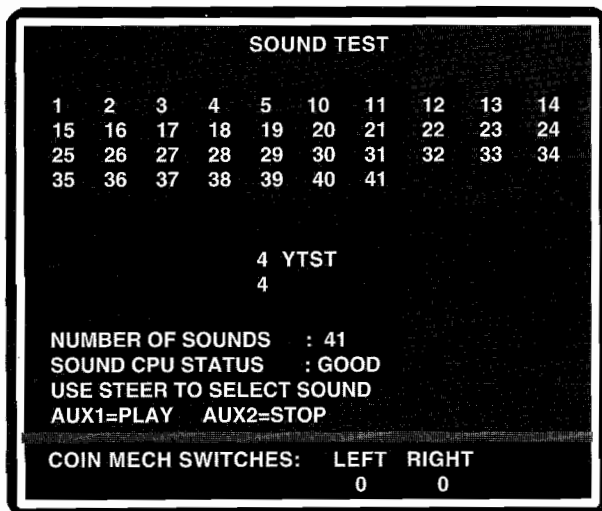 SOUND TEST
1 2 3 4 5 10 11 12 13 14
15 16 17 18 19 20 21 22 23 24
25 26 27 28 29 30 31 32 33 34
35 36 37 38 39 40 41
4 YTST
4
NUMBER OF SOUNDS : 41
SOUND CPU STATUS : GOOD
USE STEER TO SELECT SOUND
AUX1=PLAY AUX2=STOP
COIN MECH SWITCHES: LEFT RIGHT
0 0